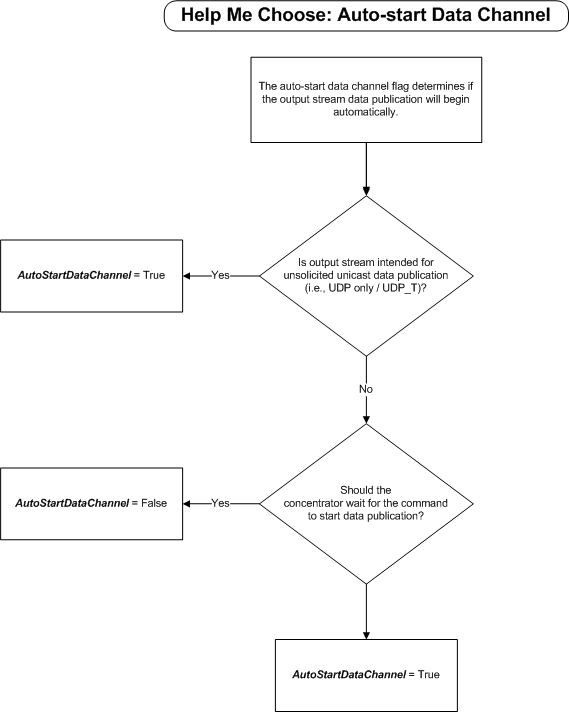 Help Me Choose: Auto-start Data Channel
The auto-start data channel flag determines if
the output stream data publication will begin
automatically.
Is output stream intended for
unsolicited unicast data publication
(i.e., UDP only / UDP_T)?
Yes
AutoStartDataChannel = True
No
Should the
concentrator wait for the command
to start data publication?
Yes
AutoStartDataChannel = False
AutoStartDataChannel = True